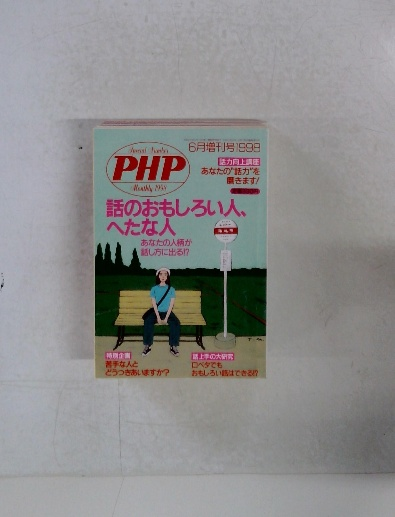 6月増刊号1998
PHP
Monthly 1998
話力向上講座
あなたの"話力"を
磨きます!
話のおもしろい人、
へたな人
あなたの人柄が
話し方に出る!?
特別企画
苦手な人と
どうつきあいますか?
話上手の大研究
口ベタでも
おもしろい話はできる!?